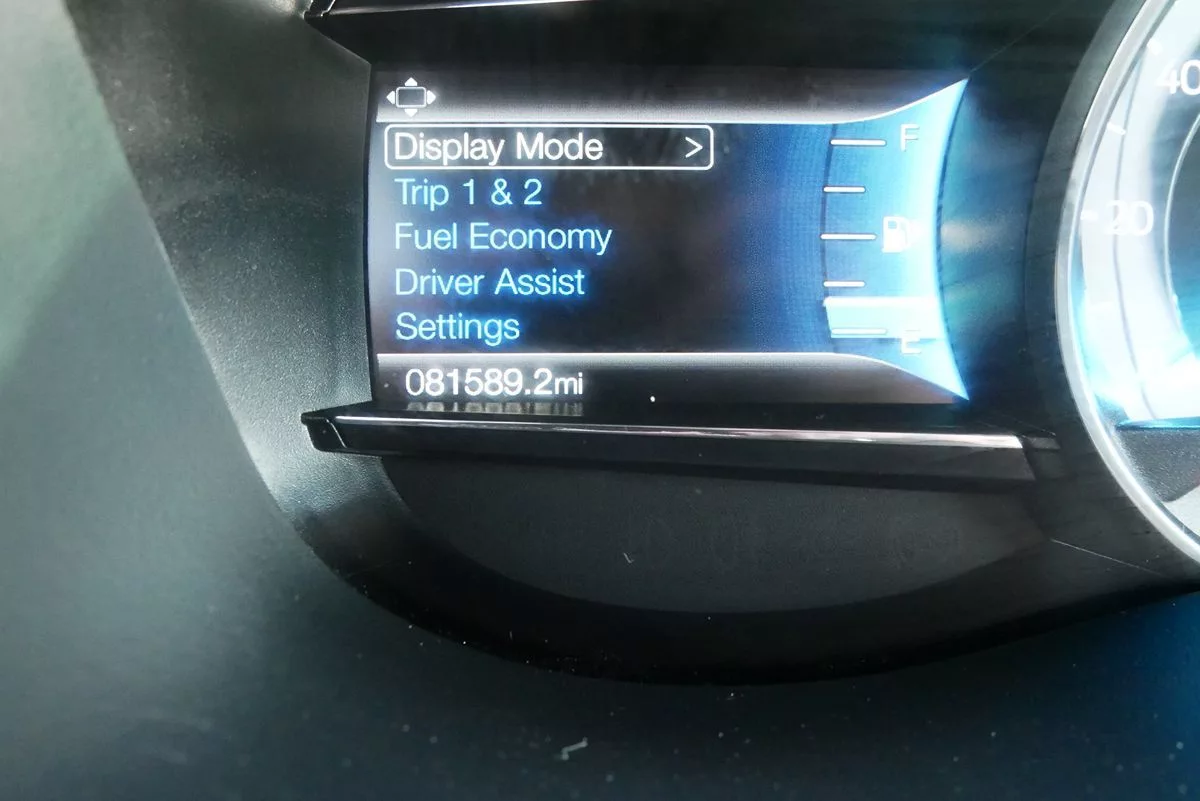 Display Mode >
Trip 1 & 2
Fuel Economy
Driver Assist
Settings
081589.2mi
F
E
40
20